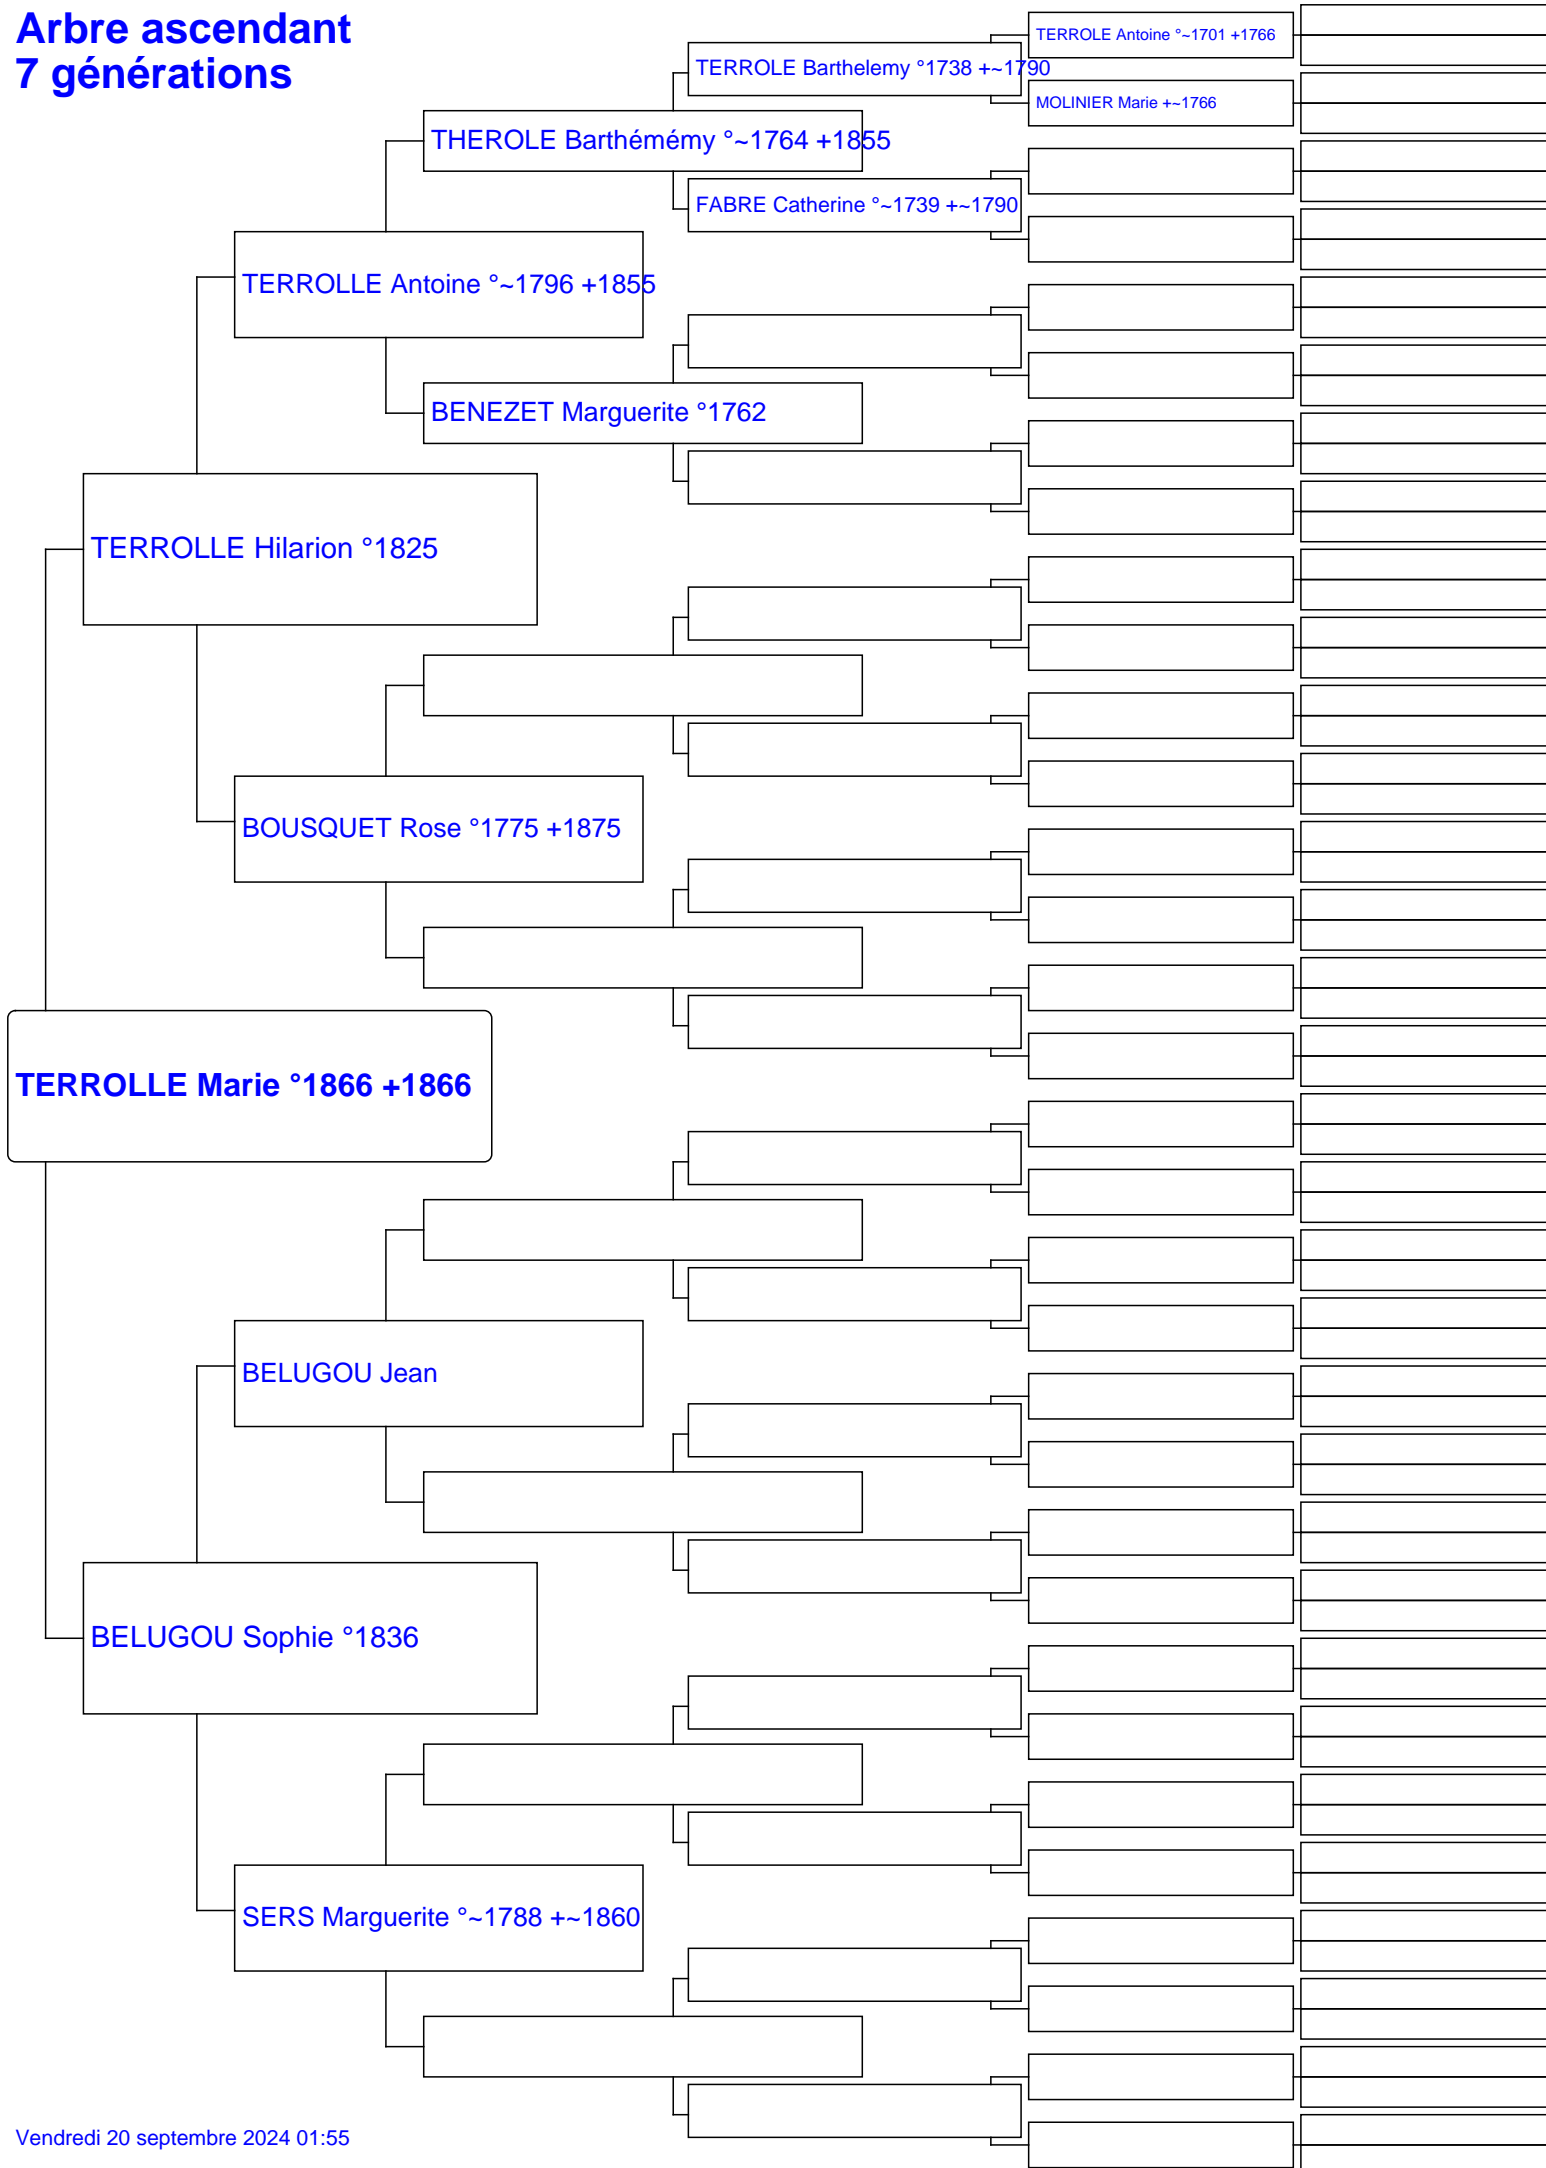 Arbre ascendant
7 générations
TERROLE Antoine °~1701 +1766
TERROLE Barthelemy °1738 +~1790
MOLINIER Marie +~1766
THEROLE Barthémémy °~1764 +1855
FABRE Catherine °~1739 +~1790
TERROLLE Antoine °~1796 +1855
BENEZET Marguerite °1762
TERROLLE Hilarion °1825
BOUSQUET Rose °1775 +1875
TERROLLE Marie °1866 +1866
BELUGOU Jean
BELUGOU Sophie °1836
SERS Marguerite °~1788 +~1860
Vendredi 20 septembre 2024 01:55